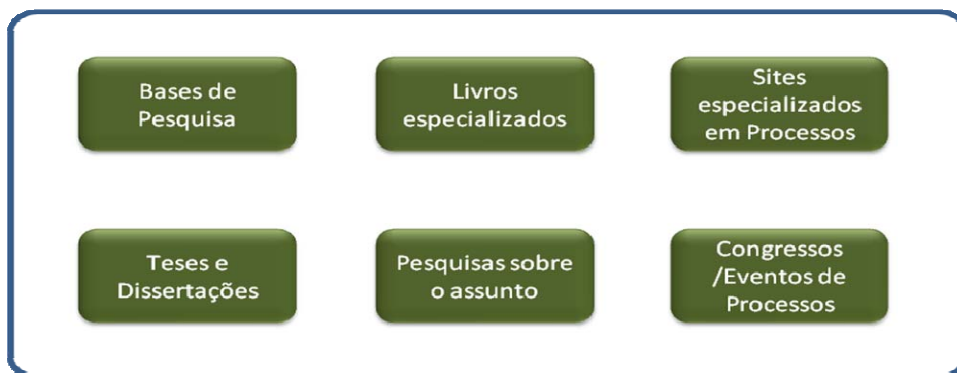 Bases de
Pesquisa
Livros
especializados
Sites
especializados
em Processos
Teses e
Dissertações
Pesquisas sobre
o assunto
Congressos
/Eventos de
Processos